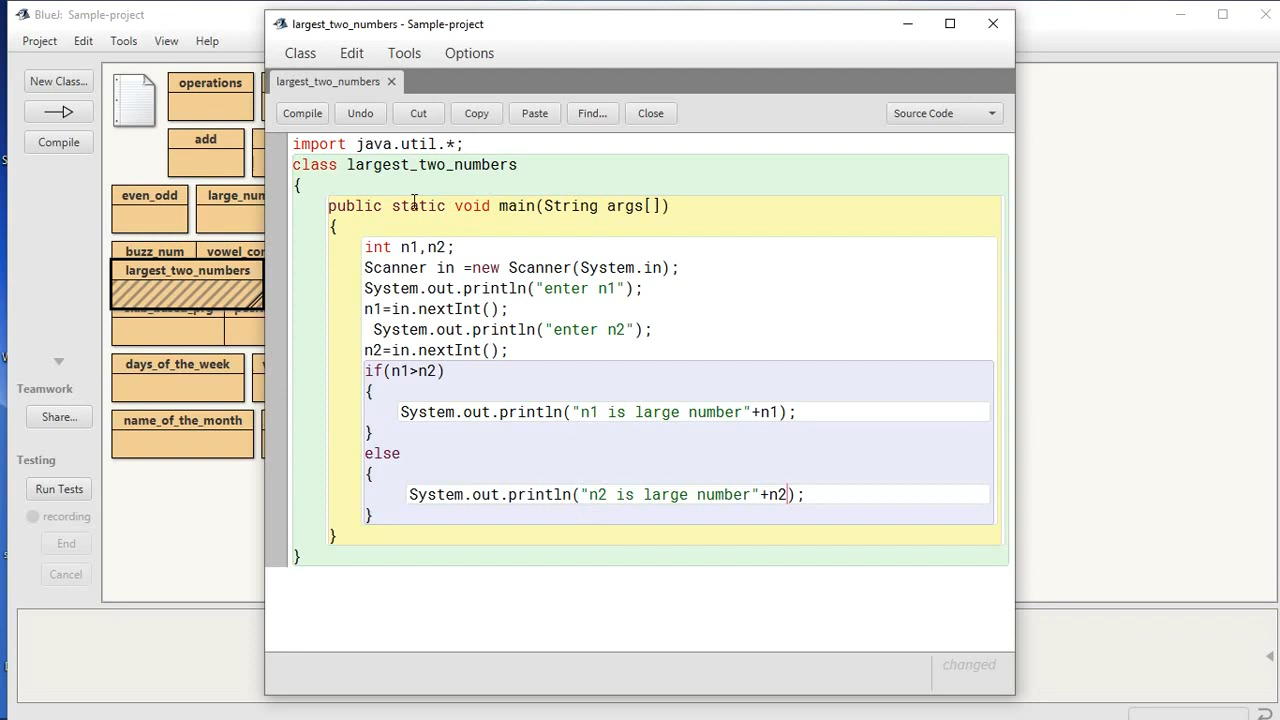 BlueJ: Sample-project
Project Edit Tools View Help
New Class...
Compile
Teamwork
Share...
Testing
Run Tests
recording
End
Cancel
operations
add
even_odd
buzz_num
largest_two_numbers
days_of_the_week
name_of_the_month
largest_two_numbers - Sample-project
Class Edit Tools Options
largest_two_numbers
Compile Undo Cut Copy Paste Find... Close Source Code
import java.util.*;
class largest_two_numbers
{
public static void main(String args[])
{
int n1,n2;
Scanner in =new Scanner(System.in);
System.out.println("enter n1");
n1=in.nextInt();
System.out.println("enter n2");
n2=in.nextInt();
if(n1>n2)
{
System.out.println("n1 is large number"+n1);
}
else
{
System.out.println("n2 is large number"+n2);
}
}
}
changed